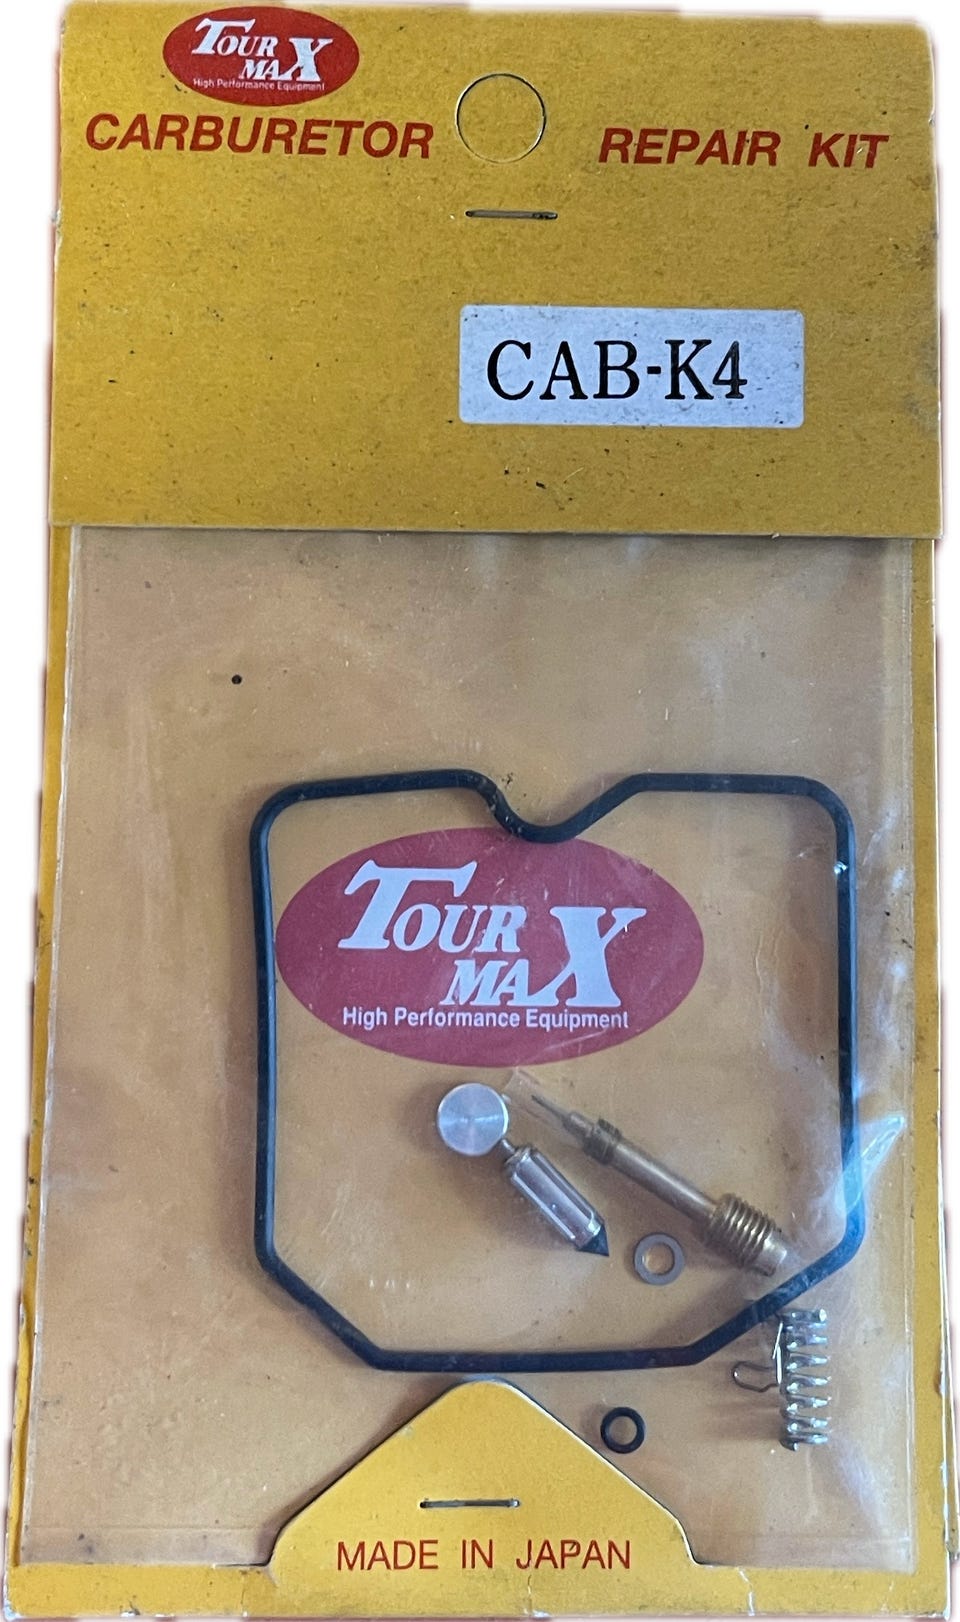 TOUR
MAX
High Performance Equipment
CARBURETOR REPAIR KIT
CAB-K4
TOUR
MAX
High Performance Equipment
MADE IN JAPAN